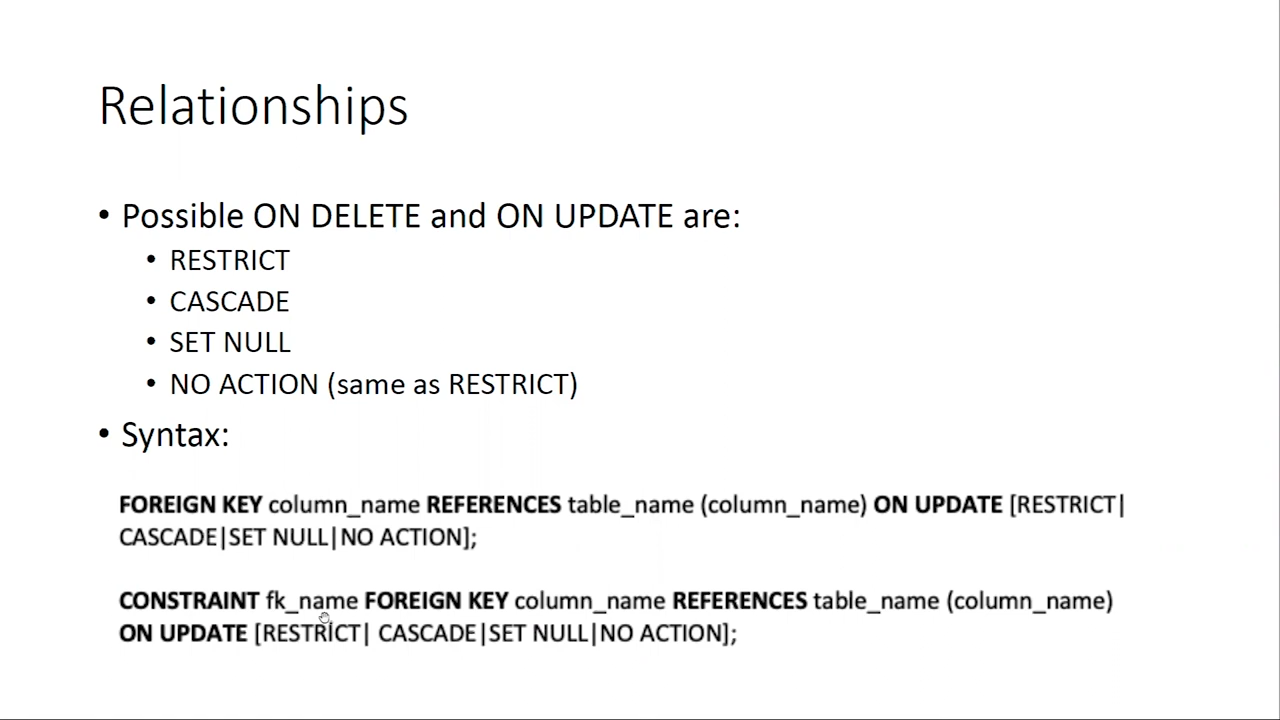 Relationships
• Possible ON DELETE and ON UPDATE are:
• RESTRICT
• CASCADE
• SET NULL
• NO ACTION (same as RESTRICT)
• Syntax:
FOREIGN KEY column_name REFERENCES table_name (column_name) ON UPDATE [RESTRICT|
CASCADE|SET NULL|NO ACTION];
CONSTRAINT fk_name FOREIGN KEY column_name REFERENCES table_name (column_name)
ON UPDATE [RESTRICT| CASCADE|SET NULL|NO ACTION];